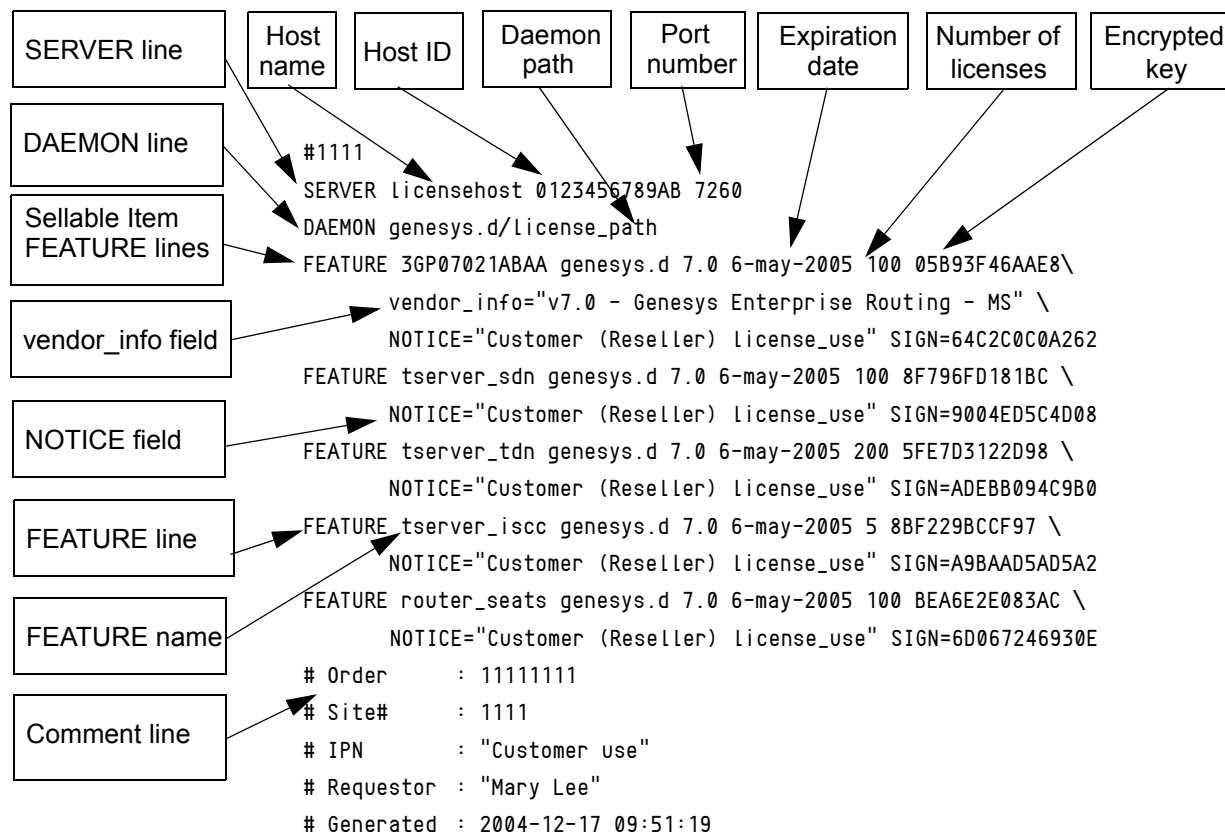 SERVER line
Host
name
Host ID
Daemon
path
Port
number
Expiration
date
Number of
licenses
Encrypted
key
DAEMON line
Sellable Item
FEATURE lines
vendor_info field
NOTICE field
FEATURE line
FEATURE name
Comment line
#1111
SERVER licensehost 0123456789AB 7260
DAEMON genesys.d/license_path
FEATURE 3GP07021ABAA genesys.d 7.0 6-may-2005 100 05B93F46AAE8\
vendor_info="v7.0 - Genesys Enterprise Routing - MS" \
NOTICE="Customer (Reseller) license_use" SIGN=64C2C0C0A262
FEATURE tserver_sdn genesys.d 7.0 6-may-2005 100 8F796FD181BC \
NOTICE="Customer (Reseller) license_use" SIGN=9004ED5C4D08
FEATURE tserver_tdn genesys.d 7.0 6-may-2005 200 5FE7D3122D98 \
NOTICE="Customer (Reseller) license_use" SIGN=ADEBB094C9B0
FEATURE tserver_iscc genesys.d 7.0 6-may-2005 5 8BF229BCCF97 \
NOTICE="Customer (Reseller) license_use" SIGN=A9BAAD5AD5A2
FEATURE router_seats genesys.d 7.0 6-may-2005 100 BEA6E2E083AC \
NOTICE="Customer (Reseller) license_use" SIGN=6D067246930E
# Order : 11111111
# Site# : 1111
# IPN : "Customer use"
# Requestor : "Mary Lee"
# Generated : 2004-12-17 09:51:19